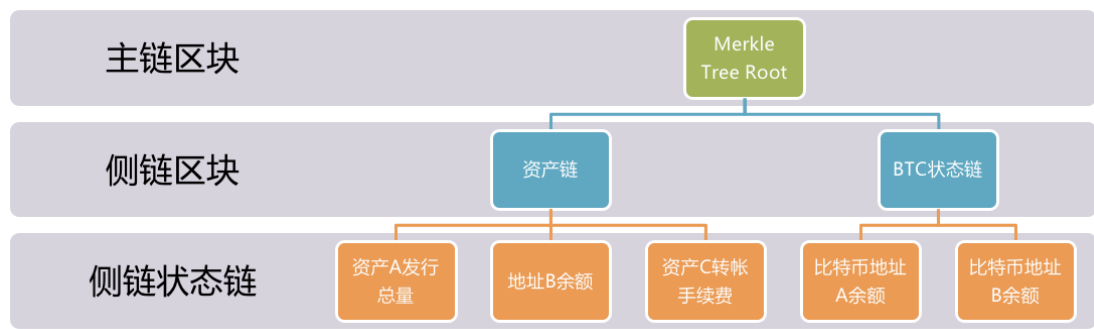 主链区块
Merkle
Tree Root
侧链区块
资产链
BTC状态链
侧链状态链
资产A发行
总量
地址B余额
资产C转帐
手续费
比特币地址
A余额
比特币地址
B余额